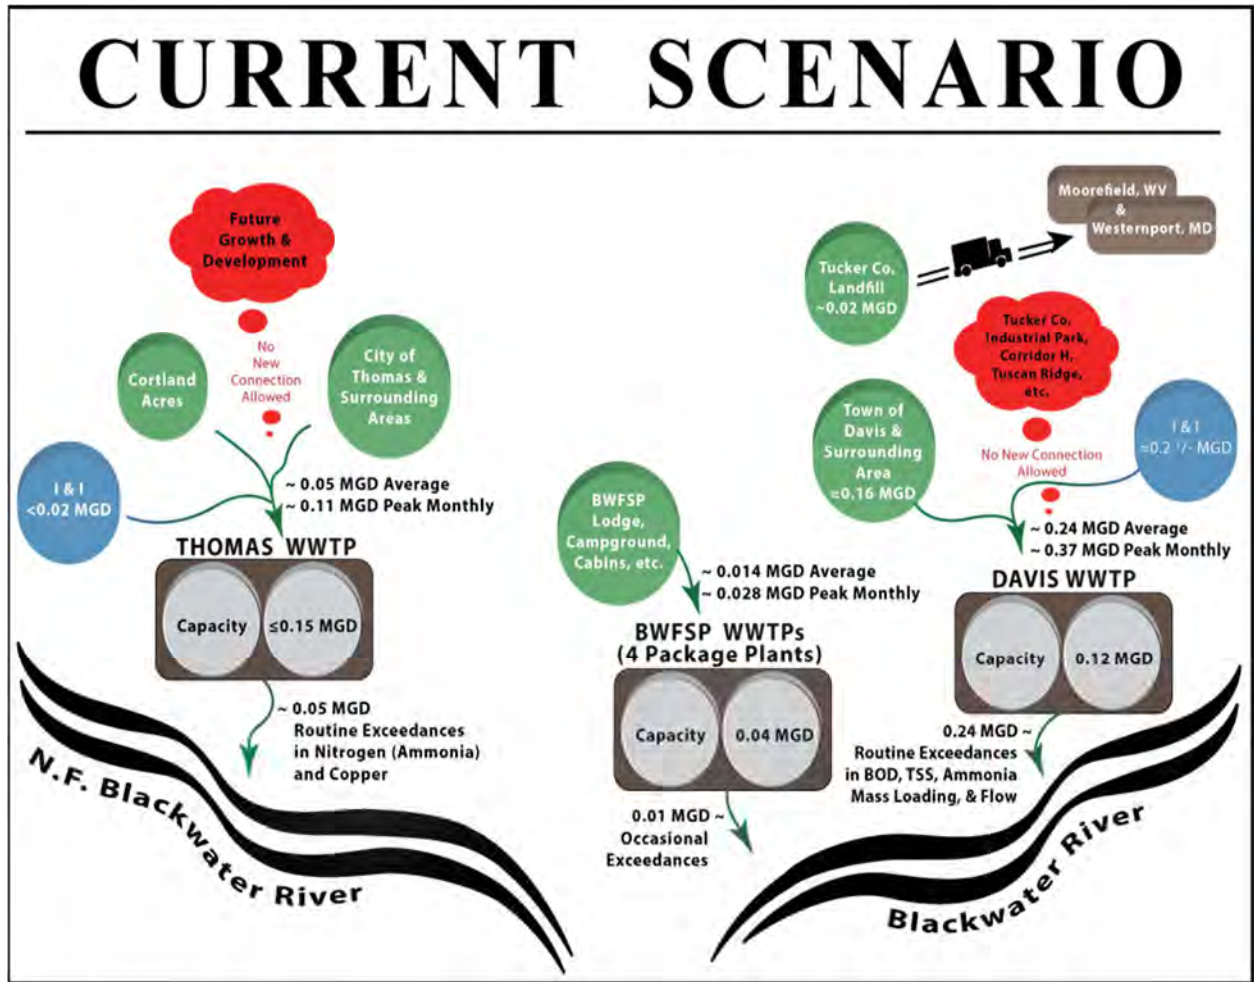 CURRENT SCENARIO
Future
Growth &
Development
No
New
Connection
Allowed
Cortland
Acres
City of
Thomas &
Surrounding
Areas
I & I
<0.02 MGD
~ 0.05 MGD Average
~ 0.11 MGD Peak Monthly
THOMAS WWTP
Capacity
≤0.15 MGD
~ 0.05 MGD
Routine Exceedances
in Nitrogen (Ammonia)
and Copper
N.F. Blackwater River
BWFSP
Lodge,
Campground,
Cabins, etc.
~ 0.014 MGD Average
~ 0.028 MGD Peak Monthly
BWFSP WWTPs
(4 Package Plants)
Capacity
0.04 MGD
0.01 MGD ~
Occasional
Exceedances
Moorefield, WV
&
Westernport, MD
Tucker Co.
Landfill
~0.02 MGD
Tucker Co.
Industrial Park,
Corridor H,
Tuscan Ridge,
etc.
No New Connection
Allowed
Town of
Davis &
Surrounding
Area
=0.16 MGD
I & I
=0.2 +/- MGD
~ 0.24 MGD Average
~ 0.37 MGD Peak Monthly
DAVIS WWTP
Capacity
0.12 MGD
0.24 MGD ~
Routine Exceedances
in BOD, TSS, Ammonia
Mass Loading, & Flow
Blackwater River